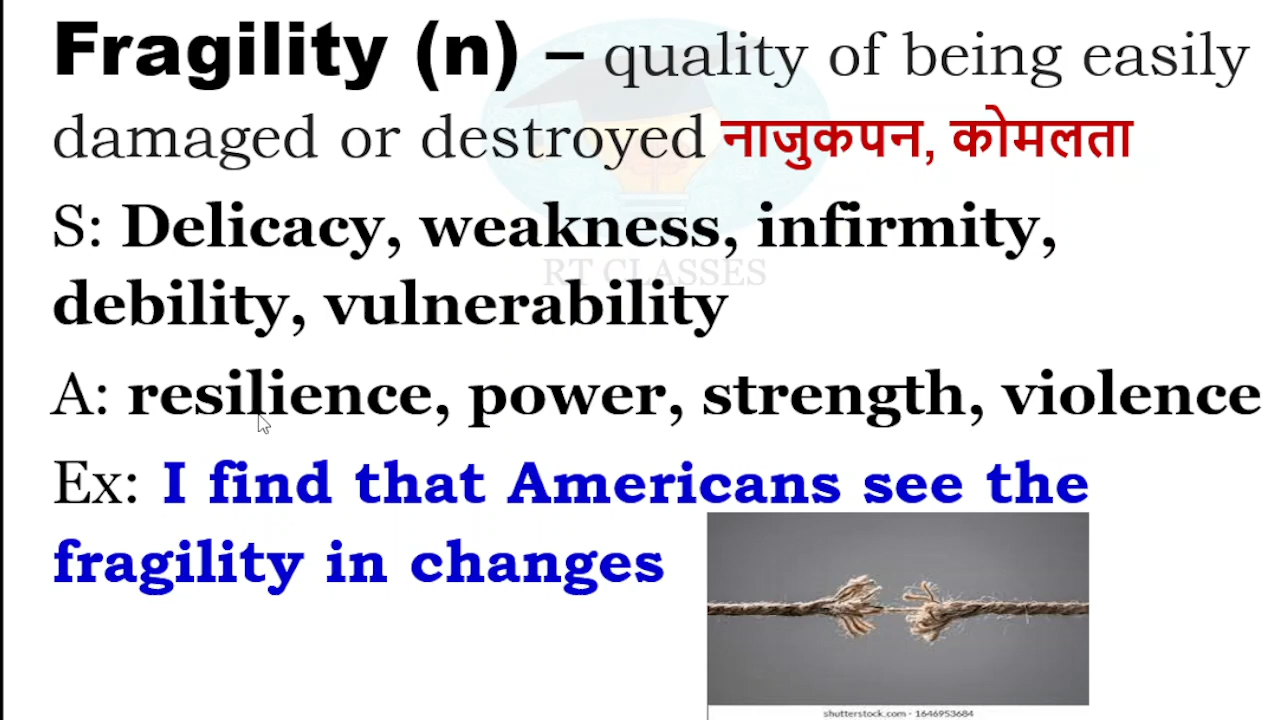 Fragility (n) – quality of being easily
damaged or destroyed नाजुकपन, कोमलता
RT CLASSES
S: Delicacy, weakness, infirmity,
debility, vulnerability
A: resilience, power, strength, violence
Ex: I find that Americans see the
fragility in changes
shutterstock.com · 1646953684